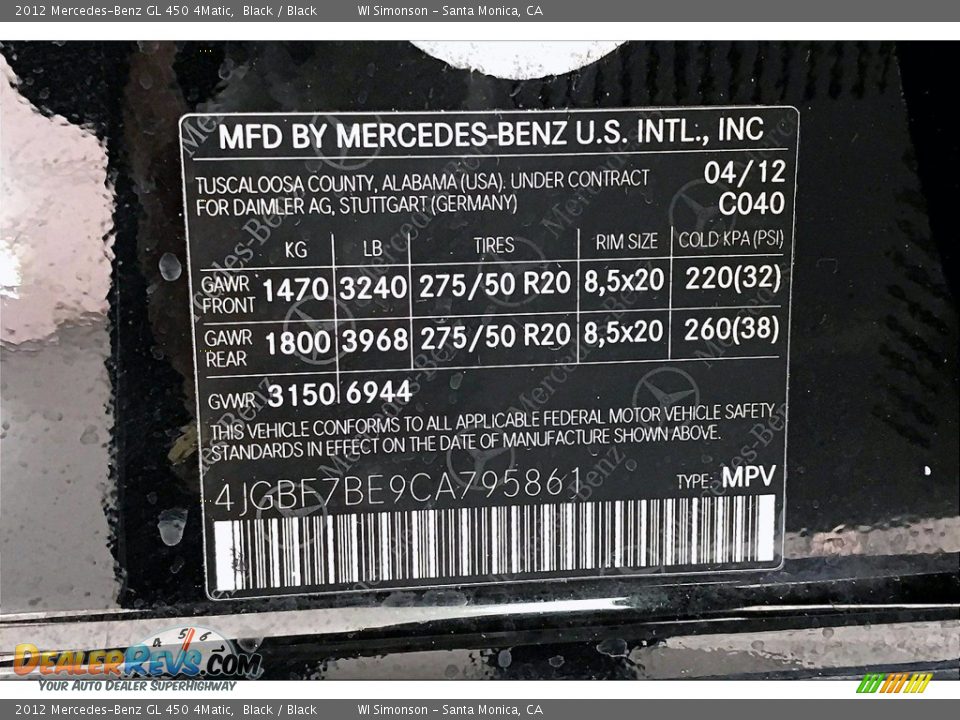 2012 Mercedes-Benz GL 450 4Matic, Black / Black WI Simonson - Santa Monica, CA
MFD BY MERCEDES-BENZ U.S. INTL., INC
TUSCALOOSA COUNTY, ALABAMA (USA). UNDER CONTRACT 04/12
FOR DAIMLER AG, STUTTGART (GERMANY) C040
KG LB TIRES RIM SIZE COLD KPA (PSI)
GAWR FRONT 1470 3240 275/50 R20 8,5x20 220(32)
GAWR REAR 1800 3968 275/50 R20 8,5x20 260(38)
GVWR 3150 6944
THIS VEHICLE CONFORMS TO ALL APPLICABLE FEDERAL MOTOR VEHICLE SAFETY
STANDARDS IN EFFECT ON THE DATE OF MANUFACTURE SHOWN ABOVE.
4JGBF7BE9CA795861 TYPE: MPV
4 5 6
DEALERREVS.COM
YOUR AUTO DEALER SUPERHIGHWAY
2012 Mercedes-Benz GL 450 4Matic, Black / Black WI Simonson - Santa Monica, CA